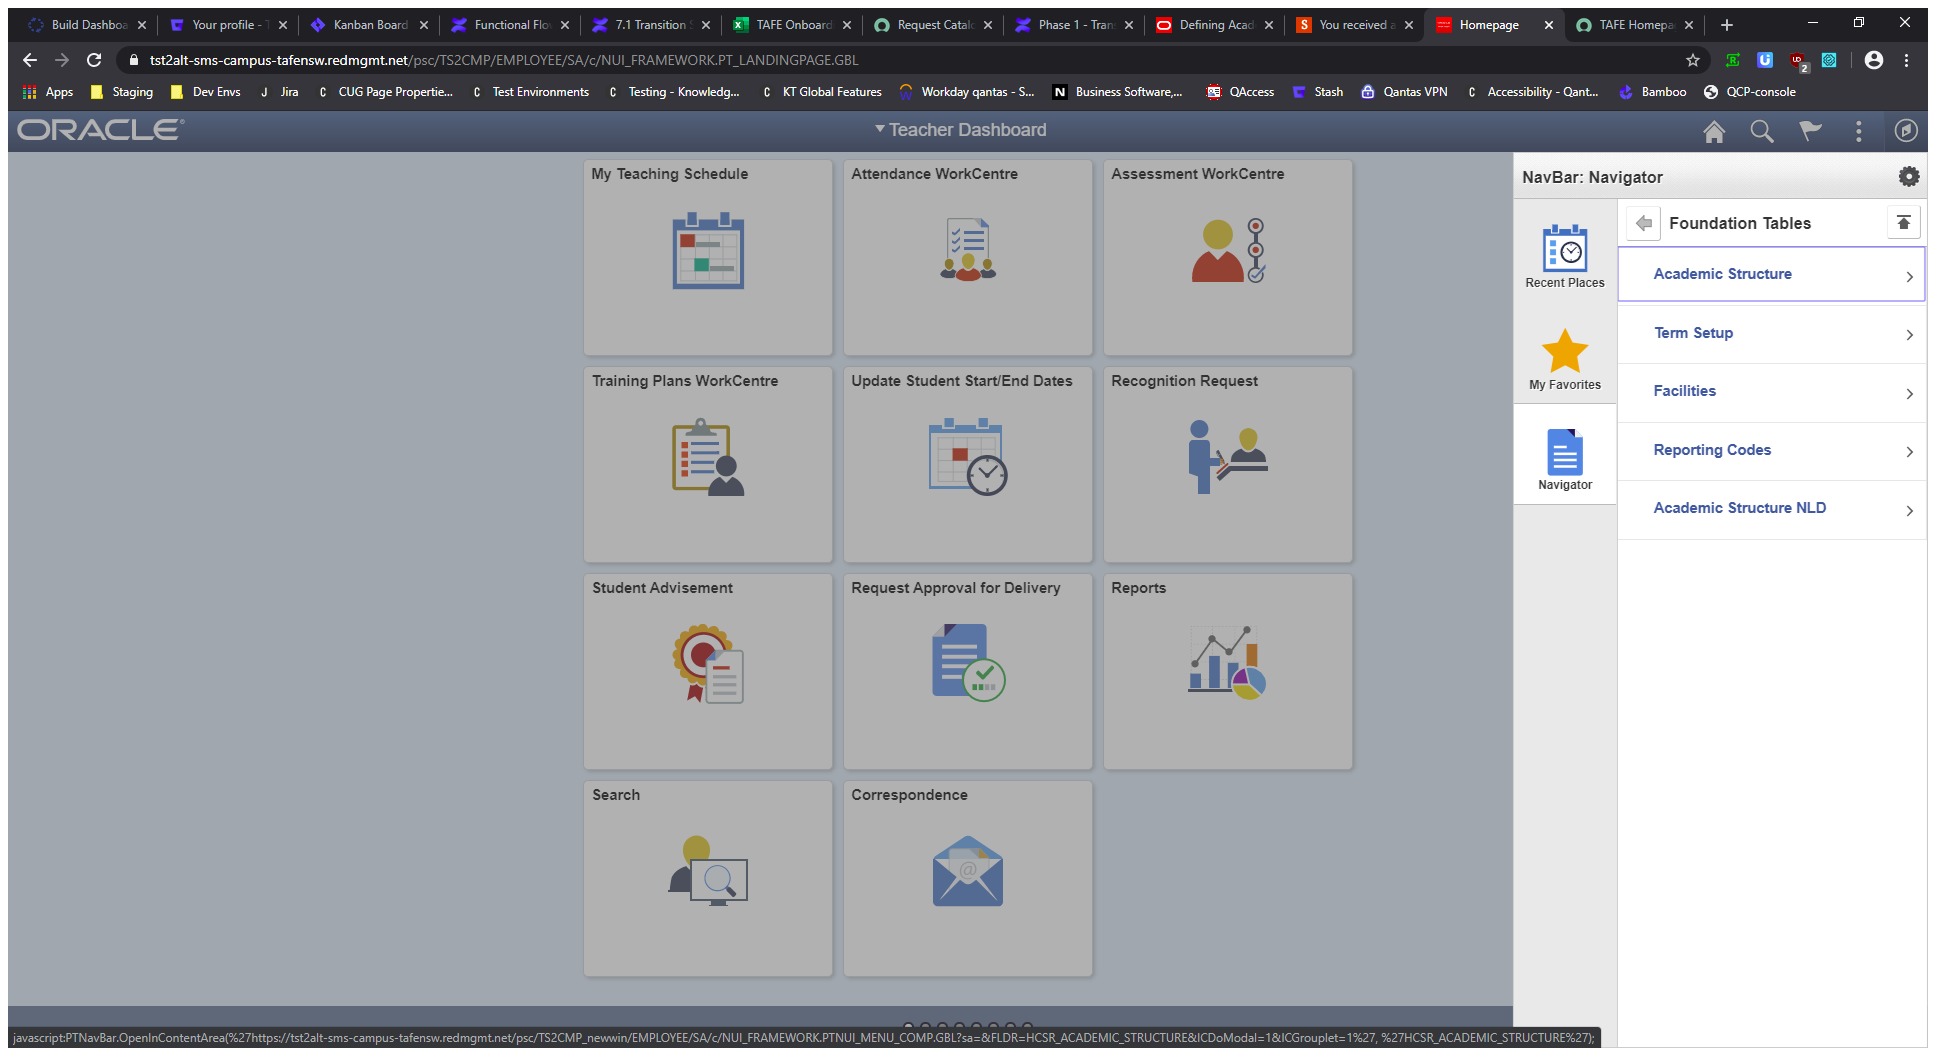 Build Dashboa
Your profile - T
Kanban Board
Functional Flo
7.1 Transition S
TAFE Onboard
Request Catal
Phase 1 - Tran
Defining Acad
You received a
Homepage
TAFE Homepa
tst2alt-sms-campus-tafensw.redmgmt.net/psc/TS2CMP/EMPLOYEE/SA/c/NUI_FRAMEWORK.PT_LANDINGPAGE.GBL
2
Apps
Staging
Dev Envs
J Jira
C CUG Page Propertie...
C Test Environments
C Testing - Knowledg...
C KT Global Features
Workday qantas - S...
N Business Software,...
QAccess
Stash
Qantas VPN
C Accessibility - Qant...
Bamboo
QCP-console
ORACLE
Teacher Dashboard
My Teaching Schedule
Attendance WorkCentre
Assessment WorkCentre
Training Plans WorkCentre
Update Student Start/End Dates
Recognition Request
Student Advisement
Request Approval for Delivery
Reports
Search
Correspondence
NavBar: Navigator
Recent Places
My Favorites
Navigator
Foundation Tables
Academic Structure
Term Setup
Facilities
Reporting Codes
Academic Structure NLD
javascript:PTNavBar.OpenInContentArea(%27https://tst2alt-sms-campus-tafensw.redmgmt.net/psc/TS2CMP_newwin/EMPLOYEE/SA/c/NUI_FRAMEWORK.PTNUI_MENU_COMP.GBL?sa=&FLDR=HCSR_ACADEMIC_STRUCTURE&ICDoModal=1&ICGrouplet=1%27, %27HCSR_ACADEMIC_STRUCTURE%27);